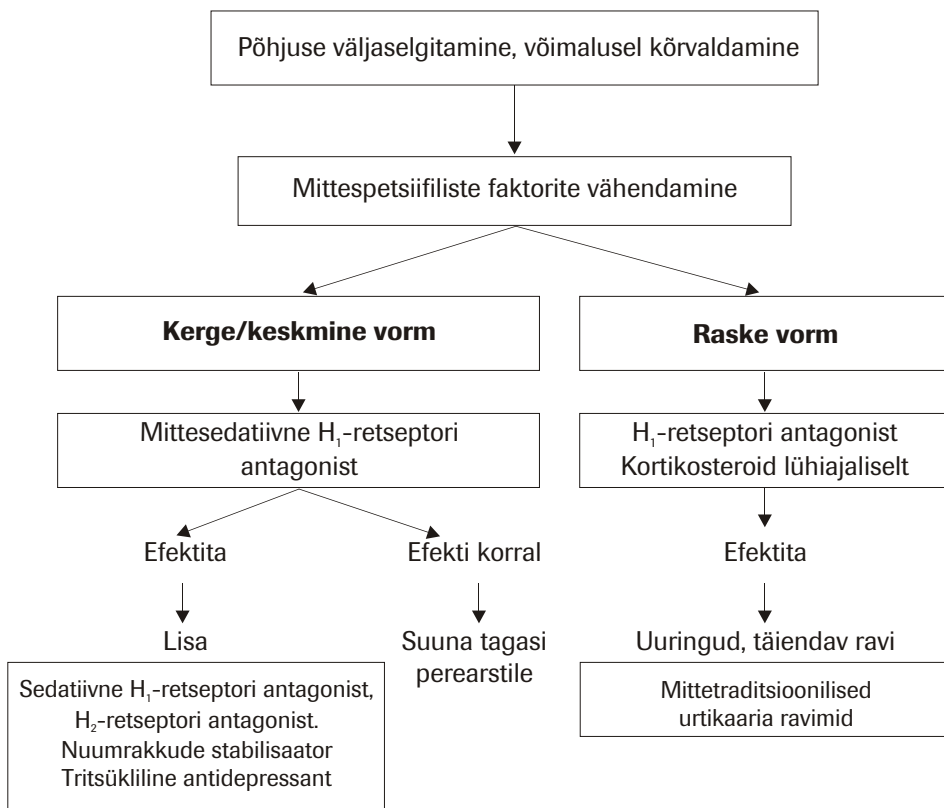 Põhjuse väljaselgitamine, võimalusel kõrvaldamine
Mittespetsiifiliste faktorite vähendamine
Kerge/keskmine vorm
Raske vorm
Mittesedatiivne H₁-retseptori
antagonist
H₁-retseptori antagonist
Kortikosteroid lühiajaliselt
Efektita
Efekti korral
Efektita
Lisa
Suuna tagasi
perearstile
Uuringud, täiendav ravi
Sedatiivne H₁-retseptori antagonist,
H₂-retseptori antagonist.
Nuumrakkude stabilisaator
Tritsükliline antidepressant
Mittetraditsioonilised
urtikaaria ravimid